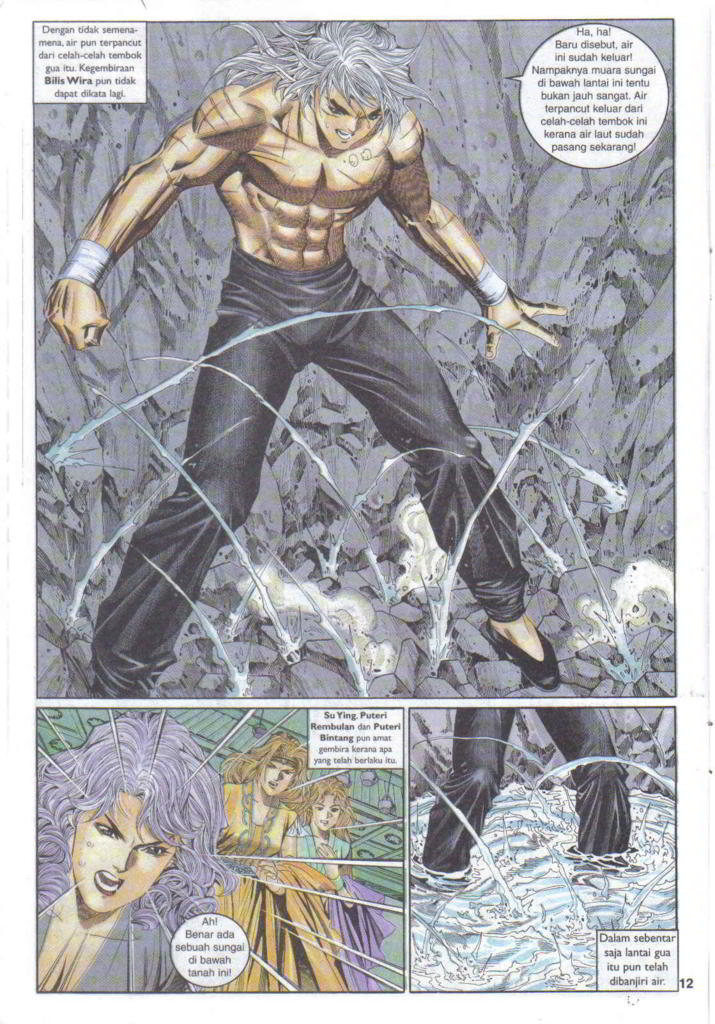 Dengan tidak semena-
mena, air pun terpancut
dari celah-celah tembok
gua itu. Kegembiraan
Bilis Wira pun tidak
dapat dikata lagi.
Ha, ha!
Baru disebut, air
ini sudah keluar!
Nampaknya muara sungai
di bawah lantai ini tentu
bukan jauh sangat. Air
terpancut keluar dari
celah-celah tembok ini
kerana air laut sudah
pasang sekarang!
Su Ying, Puteri
Rembulan dan Puteri
Bintang pun amat
gembira kerana apa
yang telah berlaku itu.
Ah!
Benar ada
sebuah sungai
di bawah
tanah ini!
Dalam sebentar
saja lantai gua
itu pun telah
dibanjiri air.
12